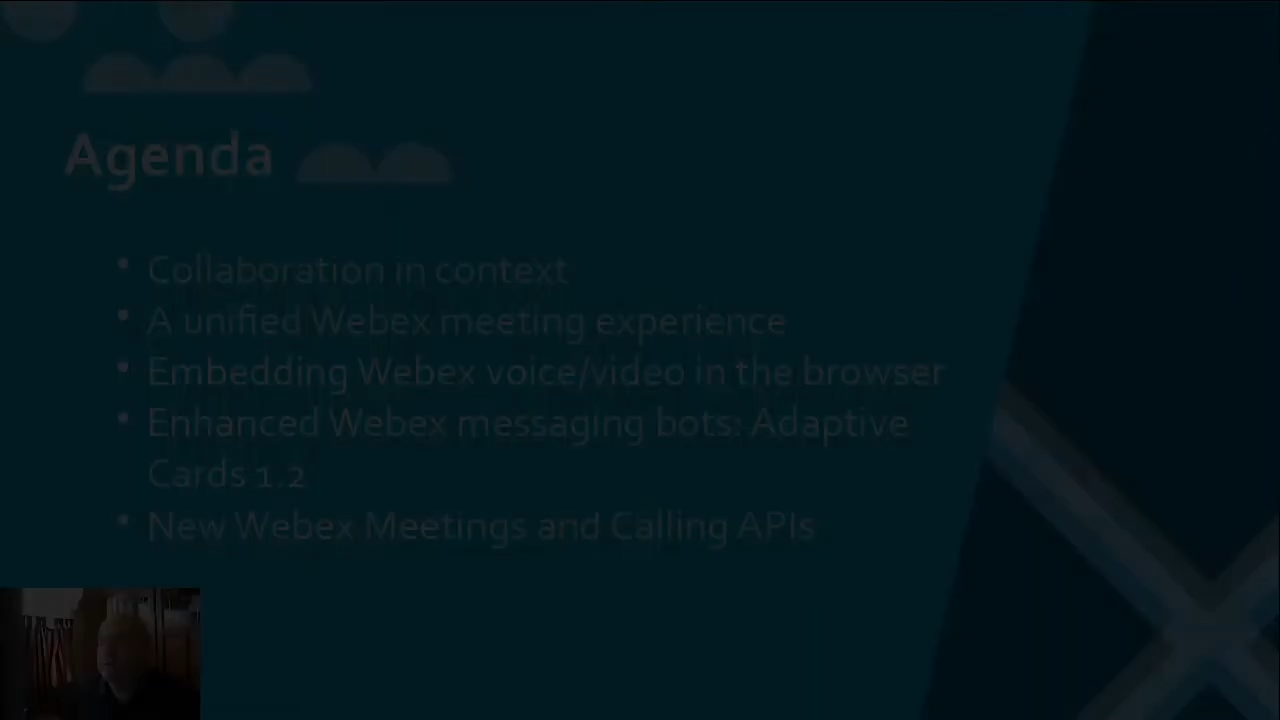 Agenda
• Collaboration in context
• A unified Webex meeting experience
• Embedding Webex voice/video in the browser
• Enhanced Webex messaging bots: Adaptive
Cards 1.2
• New Webex Meetings and Calling APIs